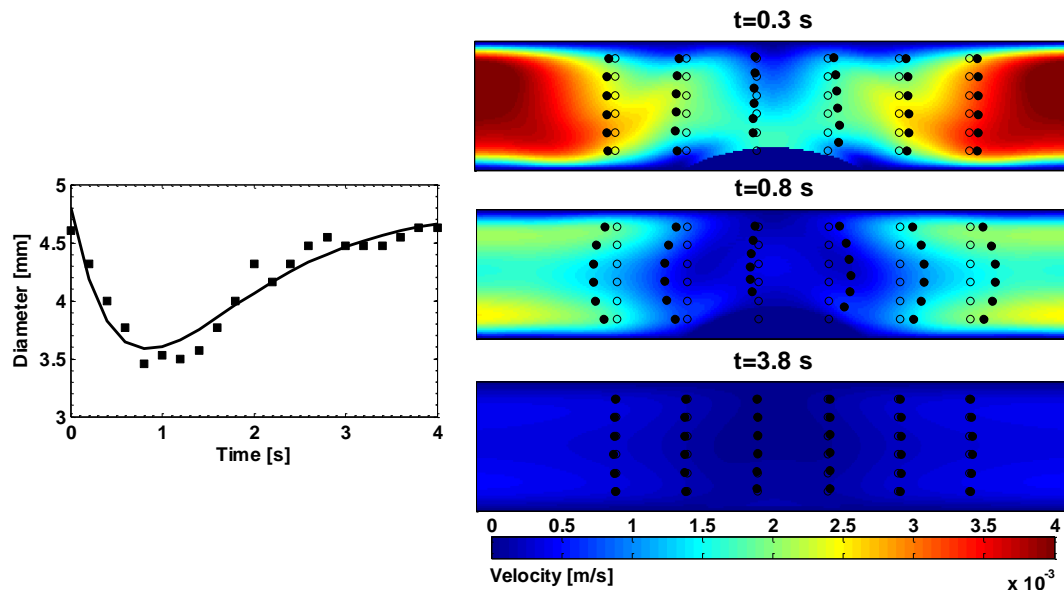 t=0.3 s
5
4.5
4
3.5
3
Diameter [mm]
0 1 2 3 4
Time [s]
t=0.8 s
t=3.8 s
0 0.5 1 1.5 2 2.5 3 3.5 4
Velocity [m/s]
x 10⁻³